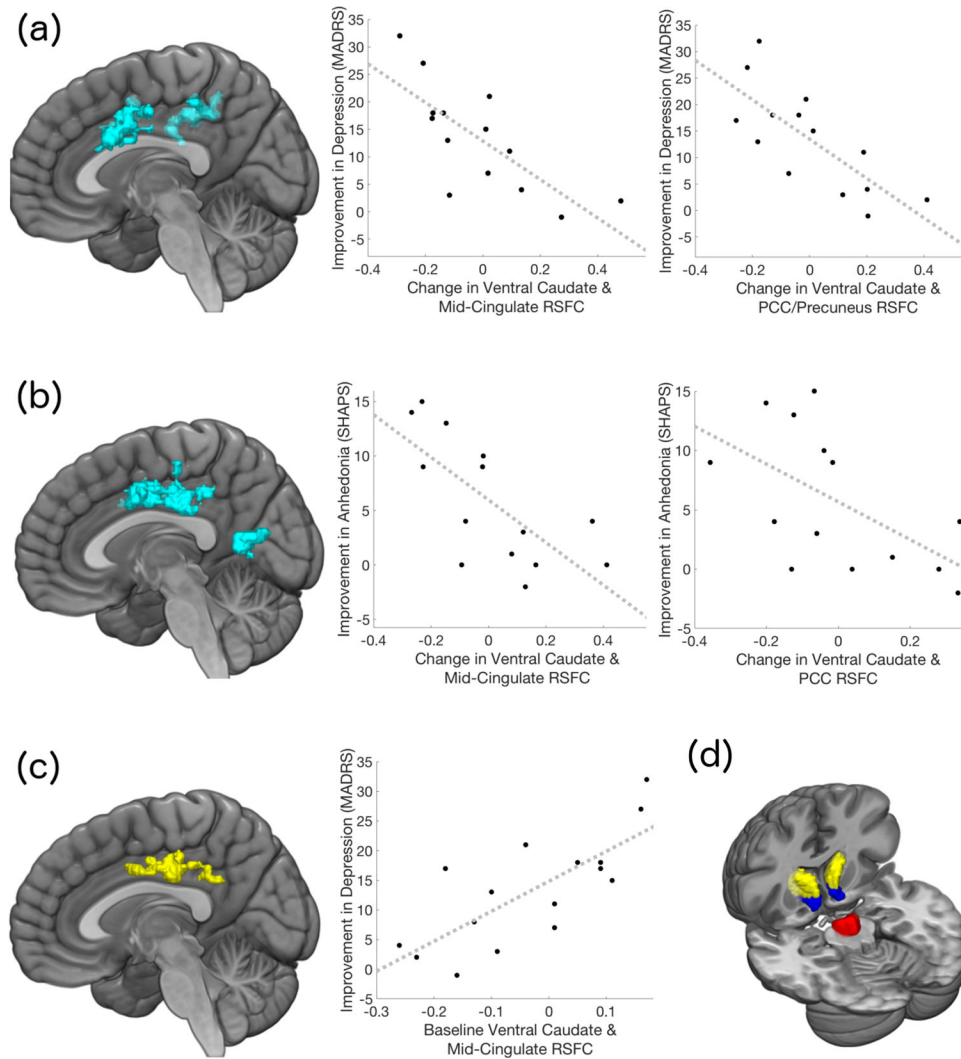 (a)
Improvement in Depression (MADRS)
35
30
25
20
15
10
5
0
-5
-0.4 -0.2 0 0.2 0.4
Change in Ventral Caudate &
Mid-Cingulate RSFC
Improvement in Depression (MADRS)
35
30
25
20
15
10
5
0
-5
-0.4 -0.2 0 0.2 0.4
Change in Ventral Caudate &
PCC/Precuneus RSFC
(b)
Improvement in Anhedonia (SHAPS)
15
10
5
0
-5
-0.4 -0.2 0 0.2 0.4
Change in Ventral Caudate &
Mid-Cingulate RSFC
Improvement in Anhedonia (SHAPS)
15
10
5
0
-5
-0.4 -0.2 0 0.2
Change in Ventral Caudate &
PCC RSFC
(c)
Improvement in Depression (MADRS)
35
30
25
20
15
10
5
0
-5
-0.3 -0.2 -0.1 0 0.1
Baseline Ventral Caudate &
Mid-Cingulate RSFC
(d)